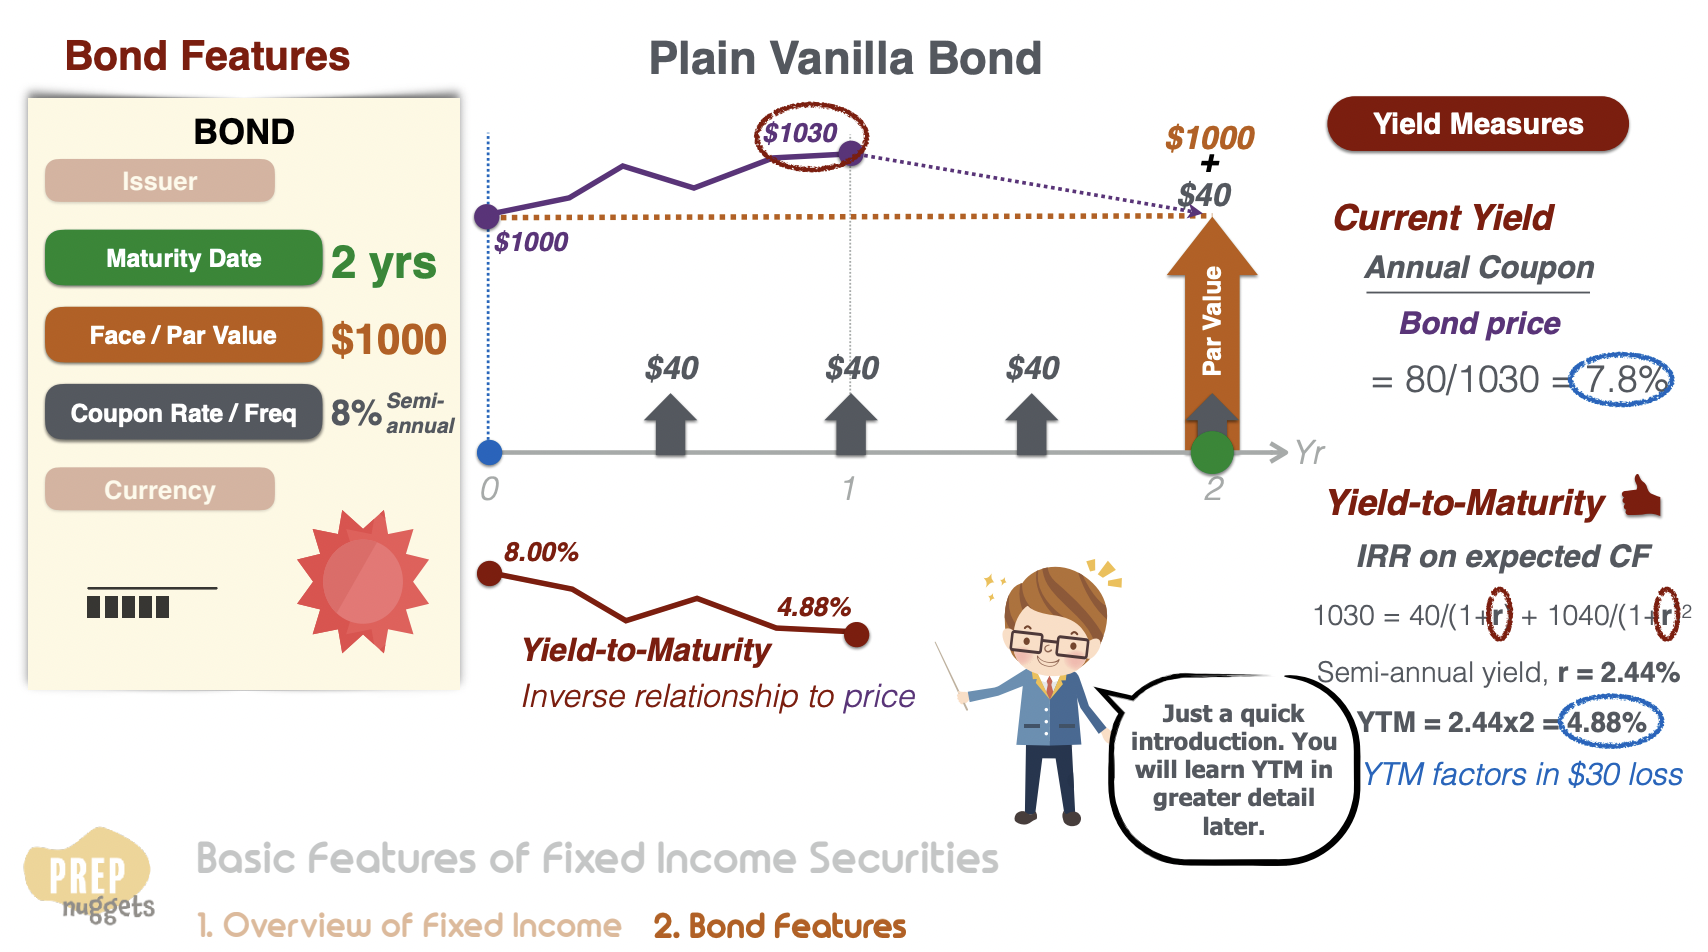 Bond Features
Plain Vanilla Bond
BOND
Issuer
Maturity Date
2 yrs
Face / Par Value
$1000
Coupon Rate / Freq
8%
Semi-
annual
Currency
$1030
$1000
$1000
+
$40
Par Value
$40
$40
$40
Yr
0
1
2
8.00%
4.88%
Yield-to-Maturity
Inverse relationship to price
Yield Measures
Current Yield
Annual Coupon
Bond price
= 80/1030 = 7.8%
Yield-to-Maturity
IRR on expected CF
1030 = 40/(1+r) + 1040/(1+r)2
Semi-annual yield, r = 2.44%
YTM = 2.44x2 = 4.88%
YTM factors in $30 loss
Just a quick
introduction. You
will learn YTM in
greater detail
later.
PREP
nuggets
Basic Features of Fixed Income Securities
1. Overview of Fixed Income
2. Bond Features